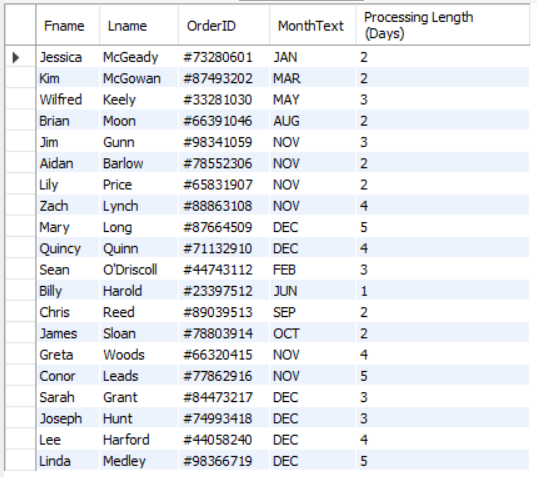 Fname Lname OrderID MonthText Processing Length (Days)
Jessica McGeady #73280601 JAN 2
Kim McGowan #87493202 MAR 2
Wilfred Keely #33281030 MAY 3
Brian Moon #66391046 AUG 2
Jim Gunn #98341059 NOV 3
Aidan Barlow #78552306 NOV 2
Lily Price #65831907 NOV 2
Zach Lynch #88863108 NOV 4
Mary Long #87664509 DEC 5
Quincy Quinn #71132910 DEC 4
Sean O'Driscoll #44743112 FEB 3
Billy Harold #23397512 JUN 1
Chris Reed #89039513 SEP 2
James Sloan #78803914 OCT 2
Greta Woods #66320415 NOV 4
Conor Leads #77862916 NOV 5
Sarah Grant #84473217 DEC 3
Joseph Hunt #74993418 DEC 3
Lee Harford #44058240 DEC 4
Linda Medley #98366719 DEC 5